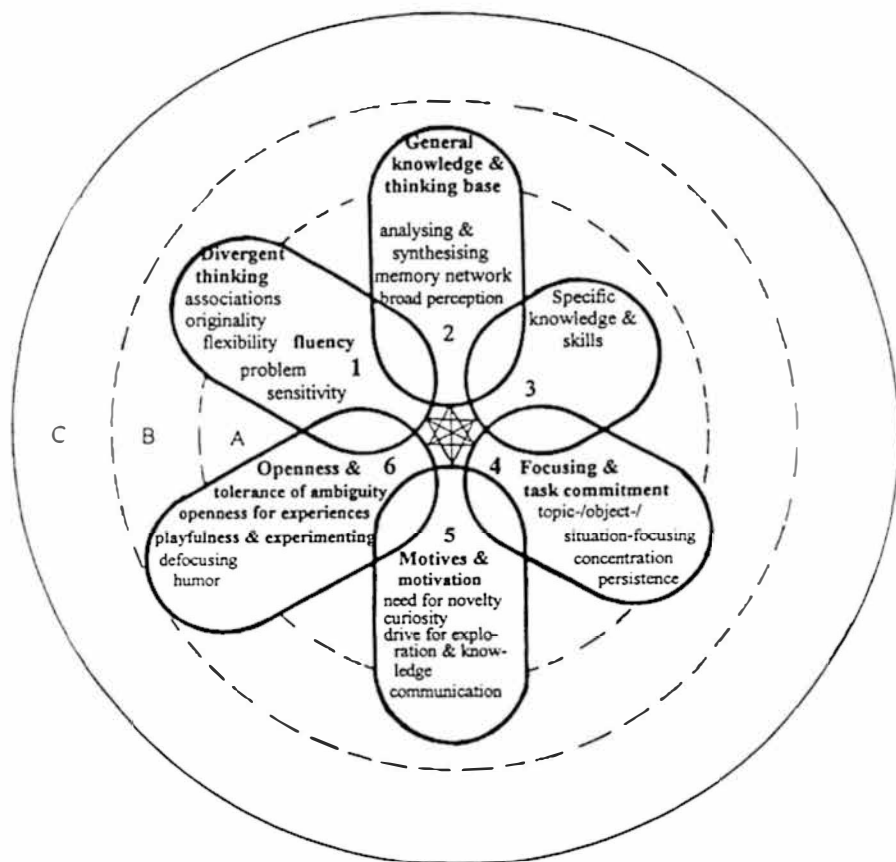 General
knowledge &
thinking base
analysing &
synthesising
memory network
broad perception
2
Divergent
thinking
associations
originality
flexibility fluency
problem
sensitivity
1
Specific
knowledge &
skills
3
C
B
A
Openness &
tolerance of ambiguity
openness for experiences
playfulness & experimenting
defocusing
humor
6
4
Focusing &
task commitment
topic-/object-/
situation-focusing
concentration
persistence
5
Motives &
motivation
need for novelty
curiosity
drive for explo-
ration & know-
ledge
communication